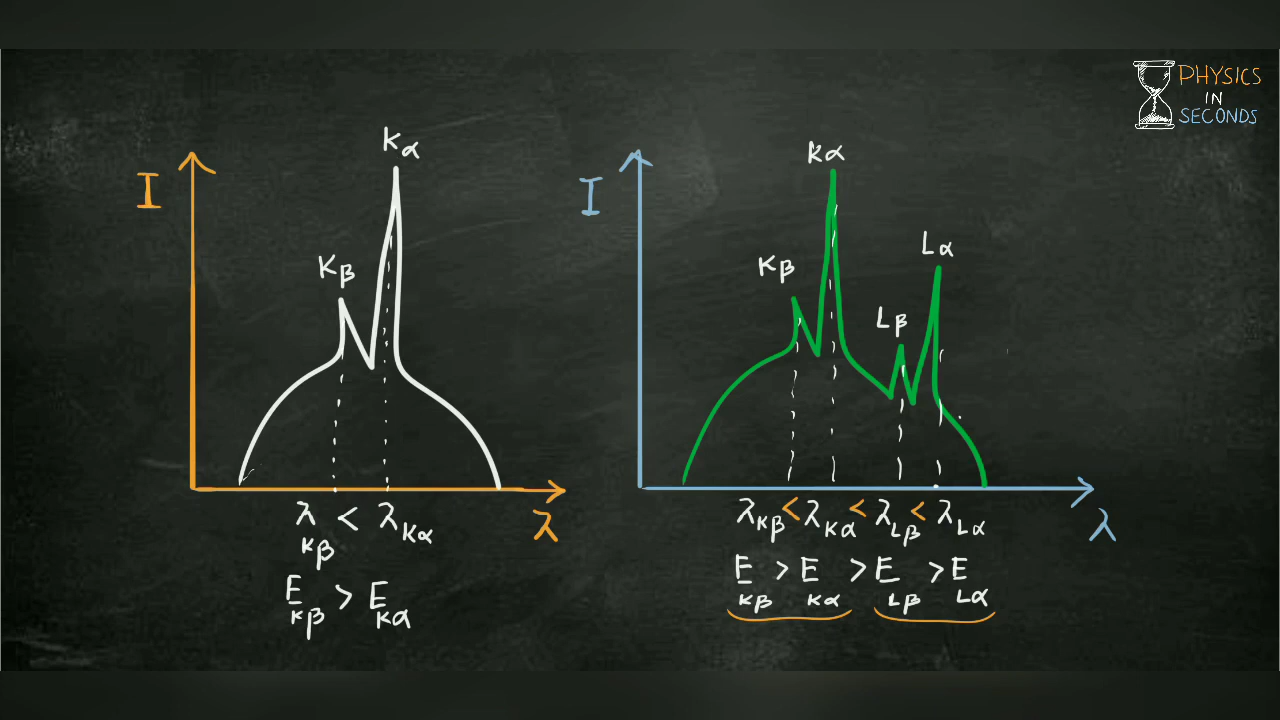 PHYSICS
IN
SECONDS
I
Kα
Kβ
λ
λKβ < λKα
EKβ > EKα
I
Kα
Kβ
Lα
Lβ
λ
λKβ < λKα < λLβ < λLα
EKβ > EKα > ELβ > ELα